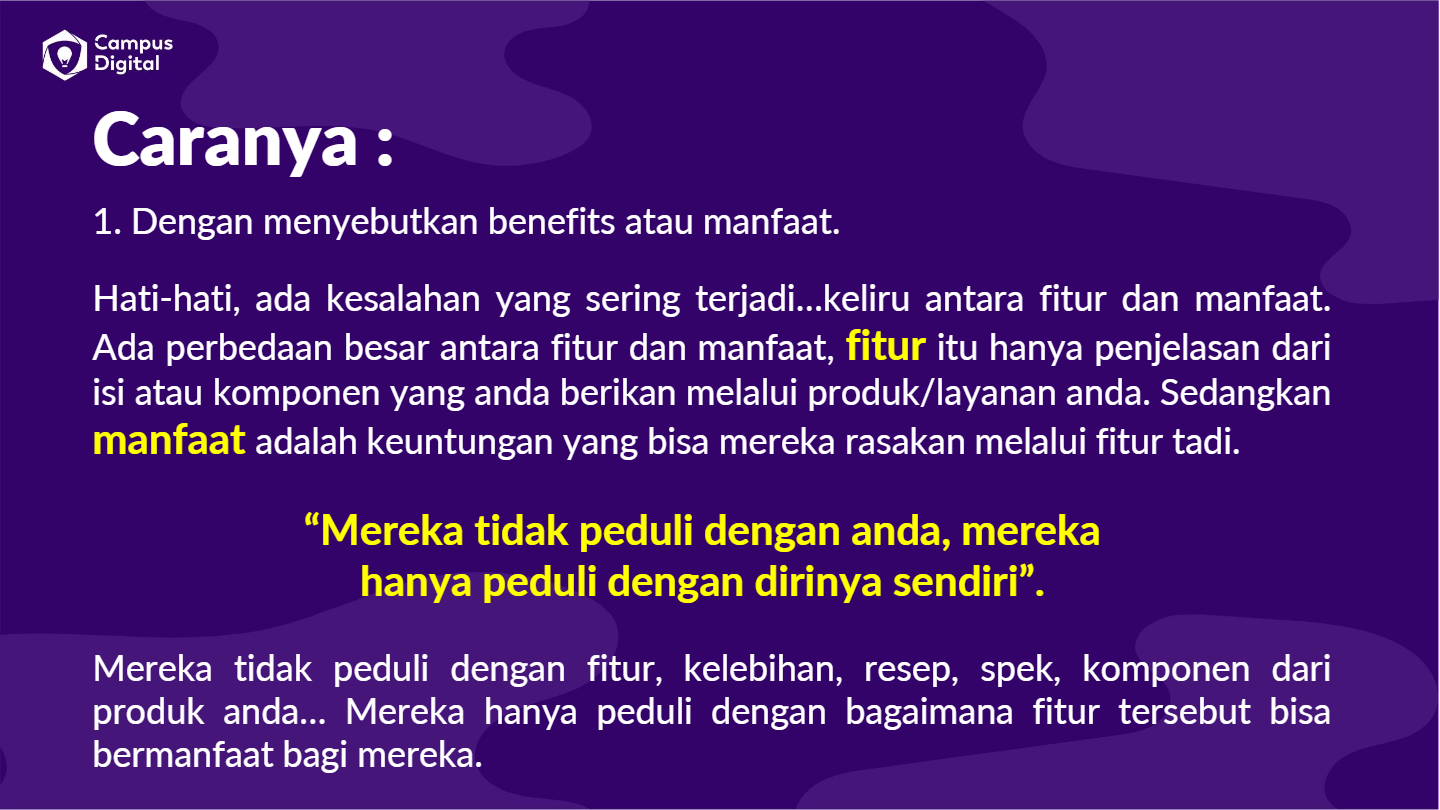 Campus
Digital
Caranya :
1. Dengan menyebutkan benefits atau manfaat.
Hati-hati, ada kesalahan yang sering terjadi...keliru antara fitur dan manfaat.
Ada perbedaan besar antara fitur dan manfaat, fitur itu hanya penjelasan dari
isi atau komponen yang anda berikan melalui produk/layanan anda. Sedangkan
manfaat adalah keuntungan yang bisa mereka rasakan melalui fitur tadi.
“Mereka tidak peduli dengan anda, mereka
hanya peduli dengan dirinya sendiri”.
Mereka tidak peduli dengan fitur, kelebihan, resep, spek, komponen dari
produk anda... Mereka hanya peduli dengan bagaimana fitur tersebut bisa
bermanfaat bagi mereka.